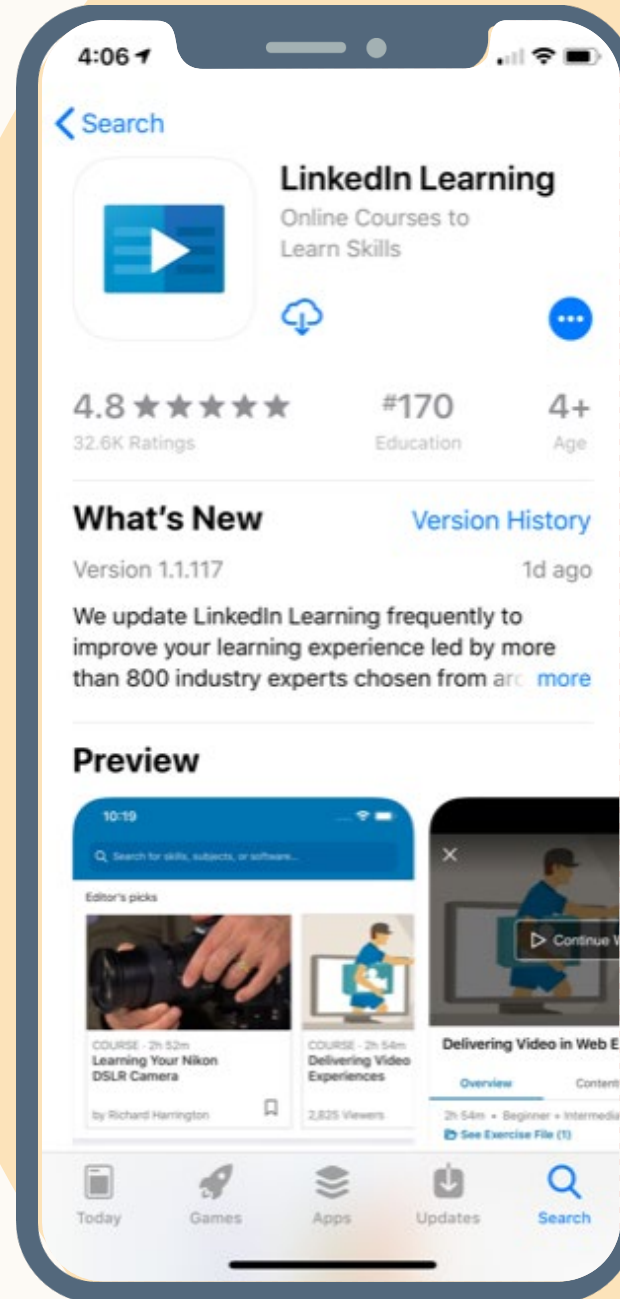 4:06
Search
LinkedIn Learning
Online Courses to
Learn Skills
4.8 ★★★★★
#170
4+
32.6K Ratings
Education
Age
What's New
Version History
Version 1.1.117
1d ago
We update LinkedIn Learning frequently to
improve your learning experience led by more
than 800 industry experts chosen from
more
Preview
10:19
Search for skills, subjects, or software...
Editor's picks
COURSE - 2h 52m
Learning Your Nikon
DSLR Camera
by Richard Harrington
COURSE - 2h 54m
Delivering Video
Experiences
2,825 Viewers
Continue
Delivering Video in Web
Overview
Content
2h 54m • Beginner +
See Exercise File (1)
Today
Games
Apps
Updates
Search